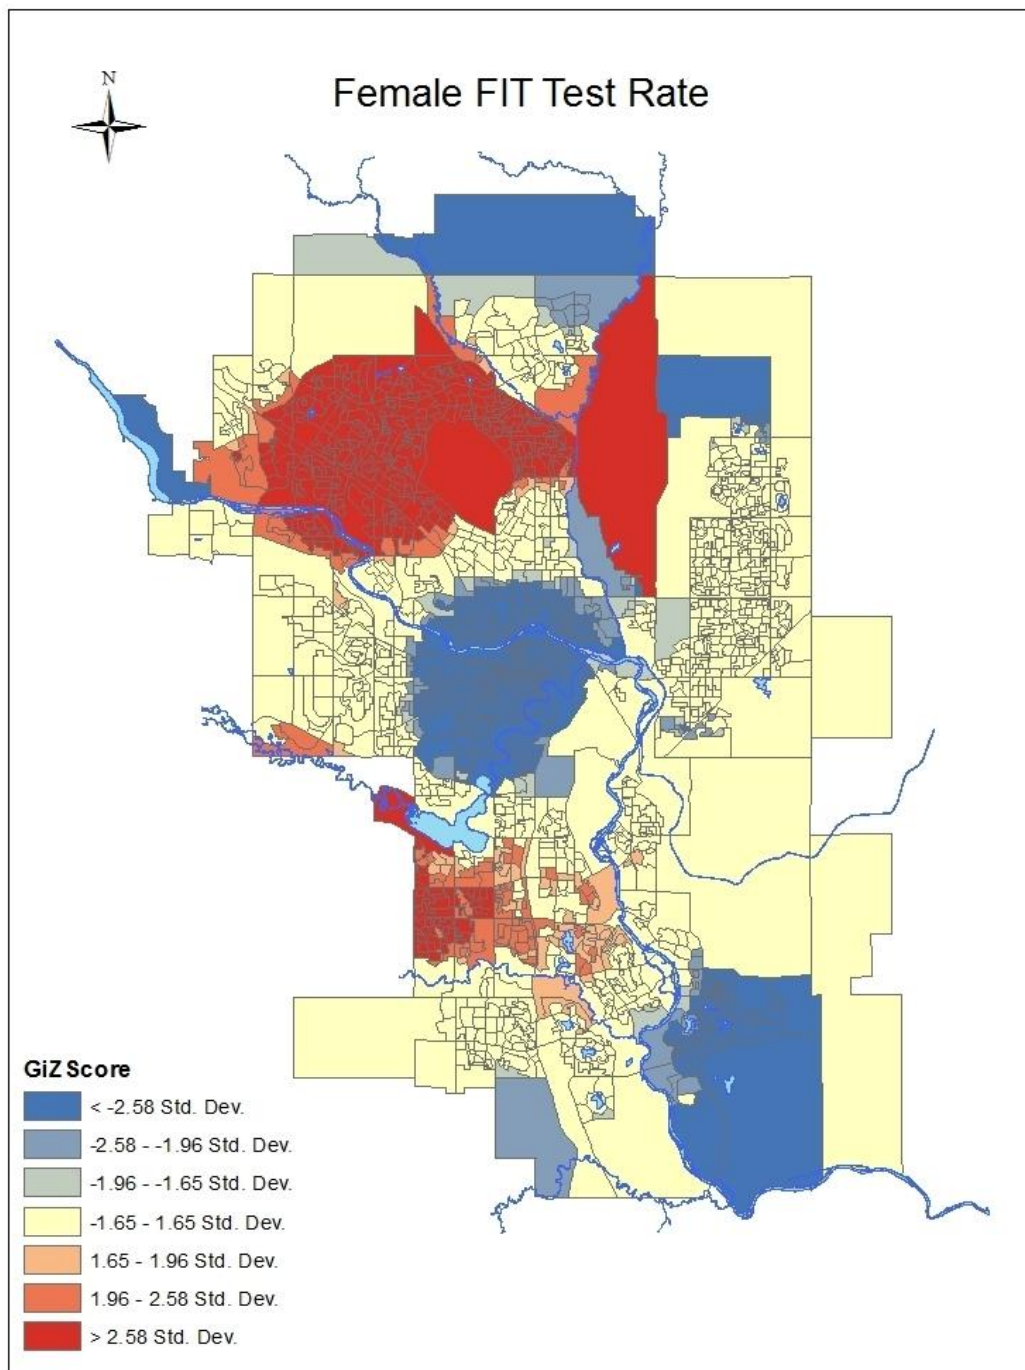 N
Female FIT Test Rate
GiZScore
< -2.58 Std. Dev.
-2.58 - -1.96 Std. Dev.
-1.96 - -1.65 Std. Dev.
-1.65 - 1.65 Std. Dev.
1.65 - 1.96 Std. Dev.
1.96 - 2.58 Std. Dev.
> 2.58 Std. Dev.